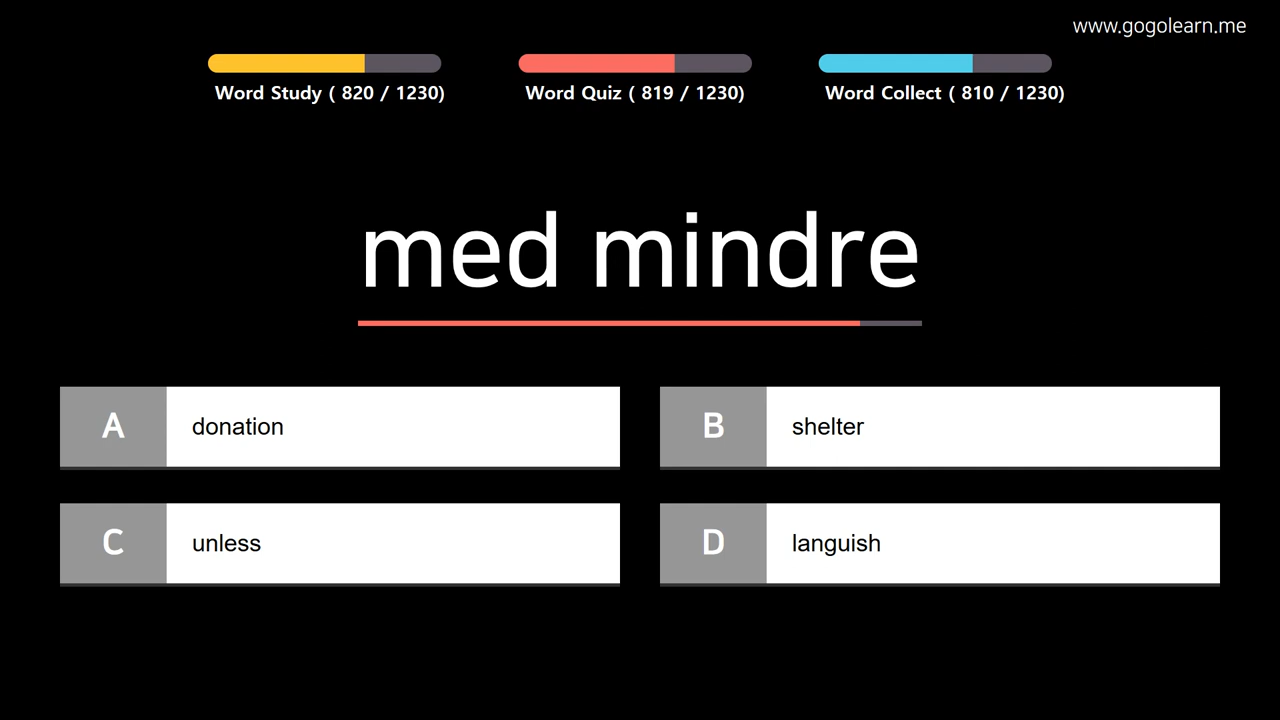 www.gogolearn.me
Word Study ( 820 / 1230)
Word Quiz ( 819 / 1230)
Word Collect ( 810 / 1230)
med mindre
A donation
B shelter
C unless
D languish